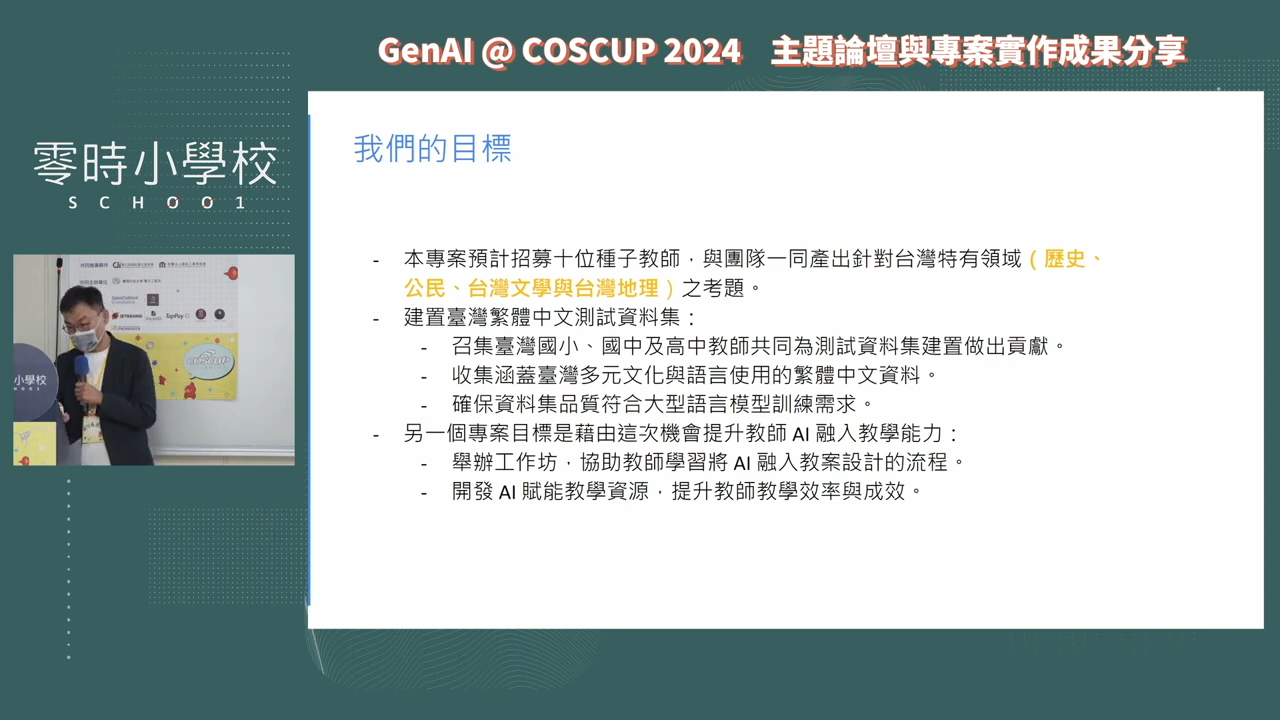 GenAI @ COSCUP 2024 主題論壇與專案實作成果分享
零時小學校
SCHOO1
我們的目標
- 本專案預計招募十位種子教師，與團隊一同產出針對台灣特有領域（歷史、
公民、台灣文學與台灣地理）之考題。
- 建置臺灣繁體中文測試資料集：
- 召集臺灣國小、國中及高中教師共同為測試資料集建置做出貢獻。
- 收集涵蓋臺灣多元文化與語言使用的繁體中文資料。
- 確保資料集品質符合大型語言模型訓練需求。
- 另一個專案目標是藉由這次機會提升教師 AI 融入教學能力：
- 舉辦工作坊，協助教師學習將 AI 融入教案設計的流程。
- 開發 AI 賦能教學資源，提升教師教學效率與成效。
小學校
COSCUP